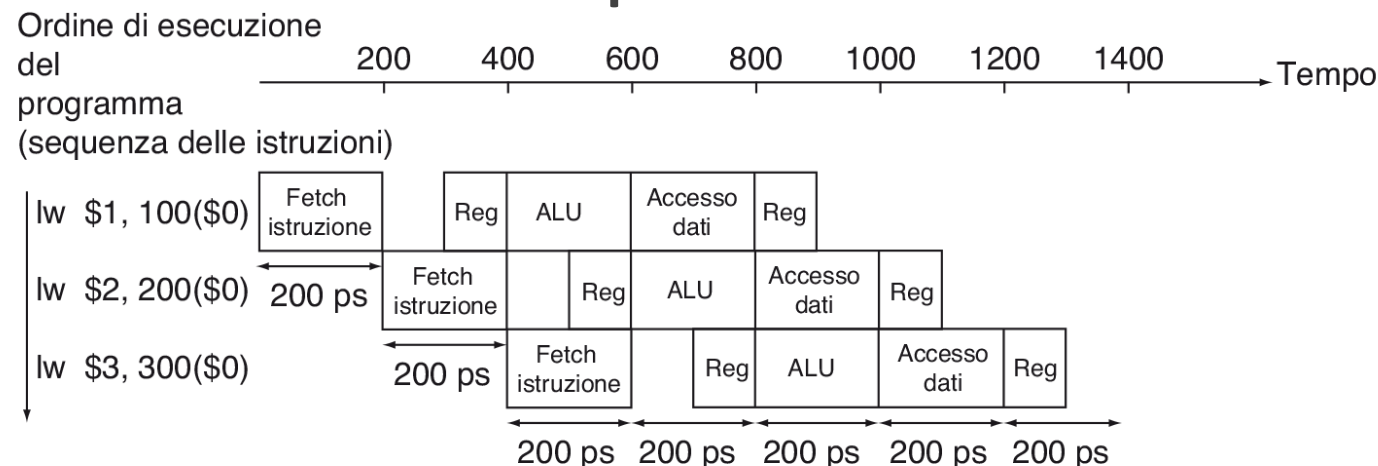 Ordine di esecuzione
del
programma
(sequenza delle istruzioni)
200 400 600 800 1000 1200 1400
Tempo
lw $1, 100($0)
Fetch
istruzione
Reg
ALU
Accesso
dati
Reg
200 ps
lw $2, 200($0)
Fetch
istruzione
Reg
ALU
Accesso
dati
Reg
200 ps
lw $3, 300($0)
Fetch
istruzione
Reg
ALU
Accesso
dati
Reg
200 ps 200 ps 200 ps 200 ps 200 ps